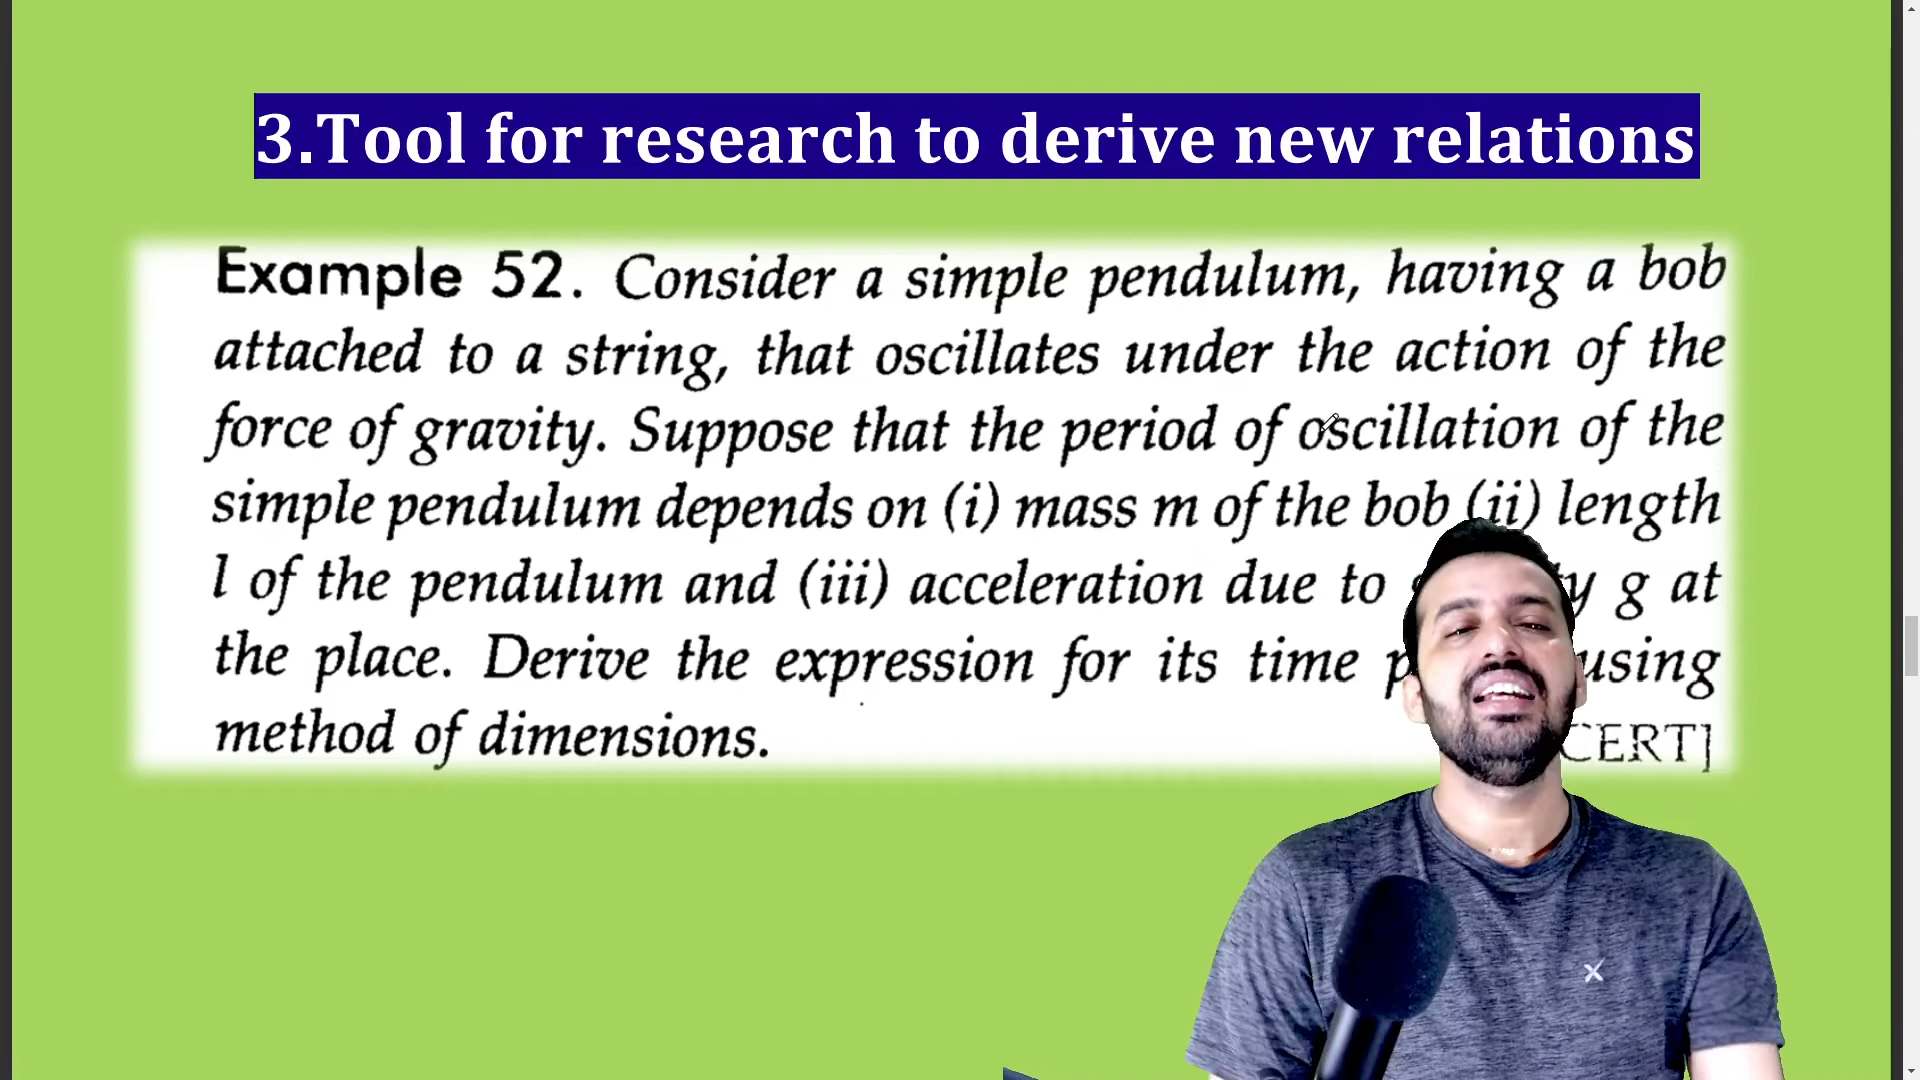 3.Tool for research to derive new relations
Example 52. Consider a simple pendulum, having a bob
attached to a string, that oscillates under the action of the
force of gravity. Suppose that the period of oscillation of the
simple pendulum depends on (i) mass m of the bob (ii) length
l of the pendulum and (iii) acceleration due to g at
the place. Derive the expression for its time using
method of dimensions.